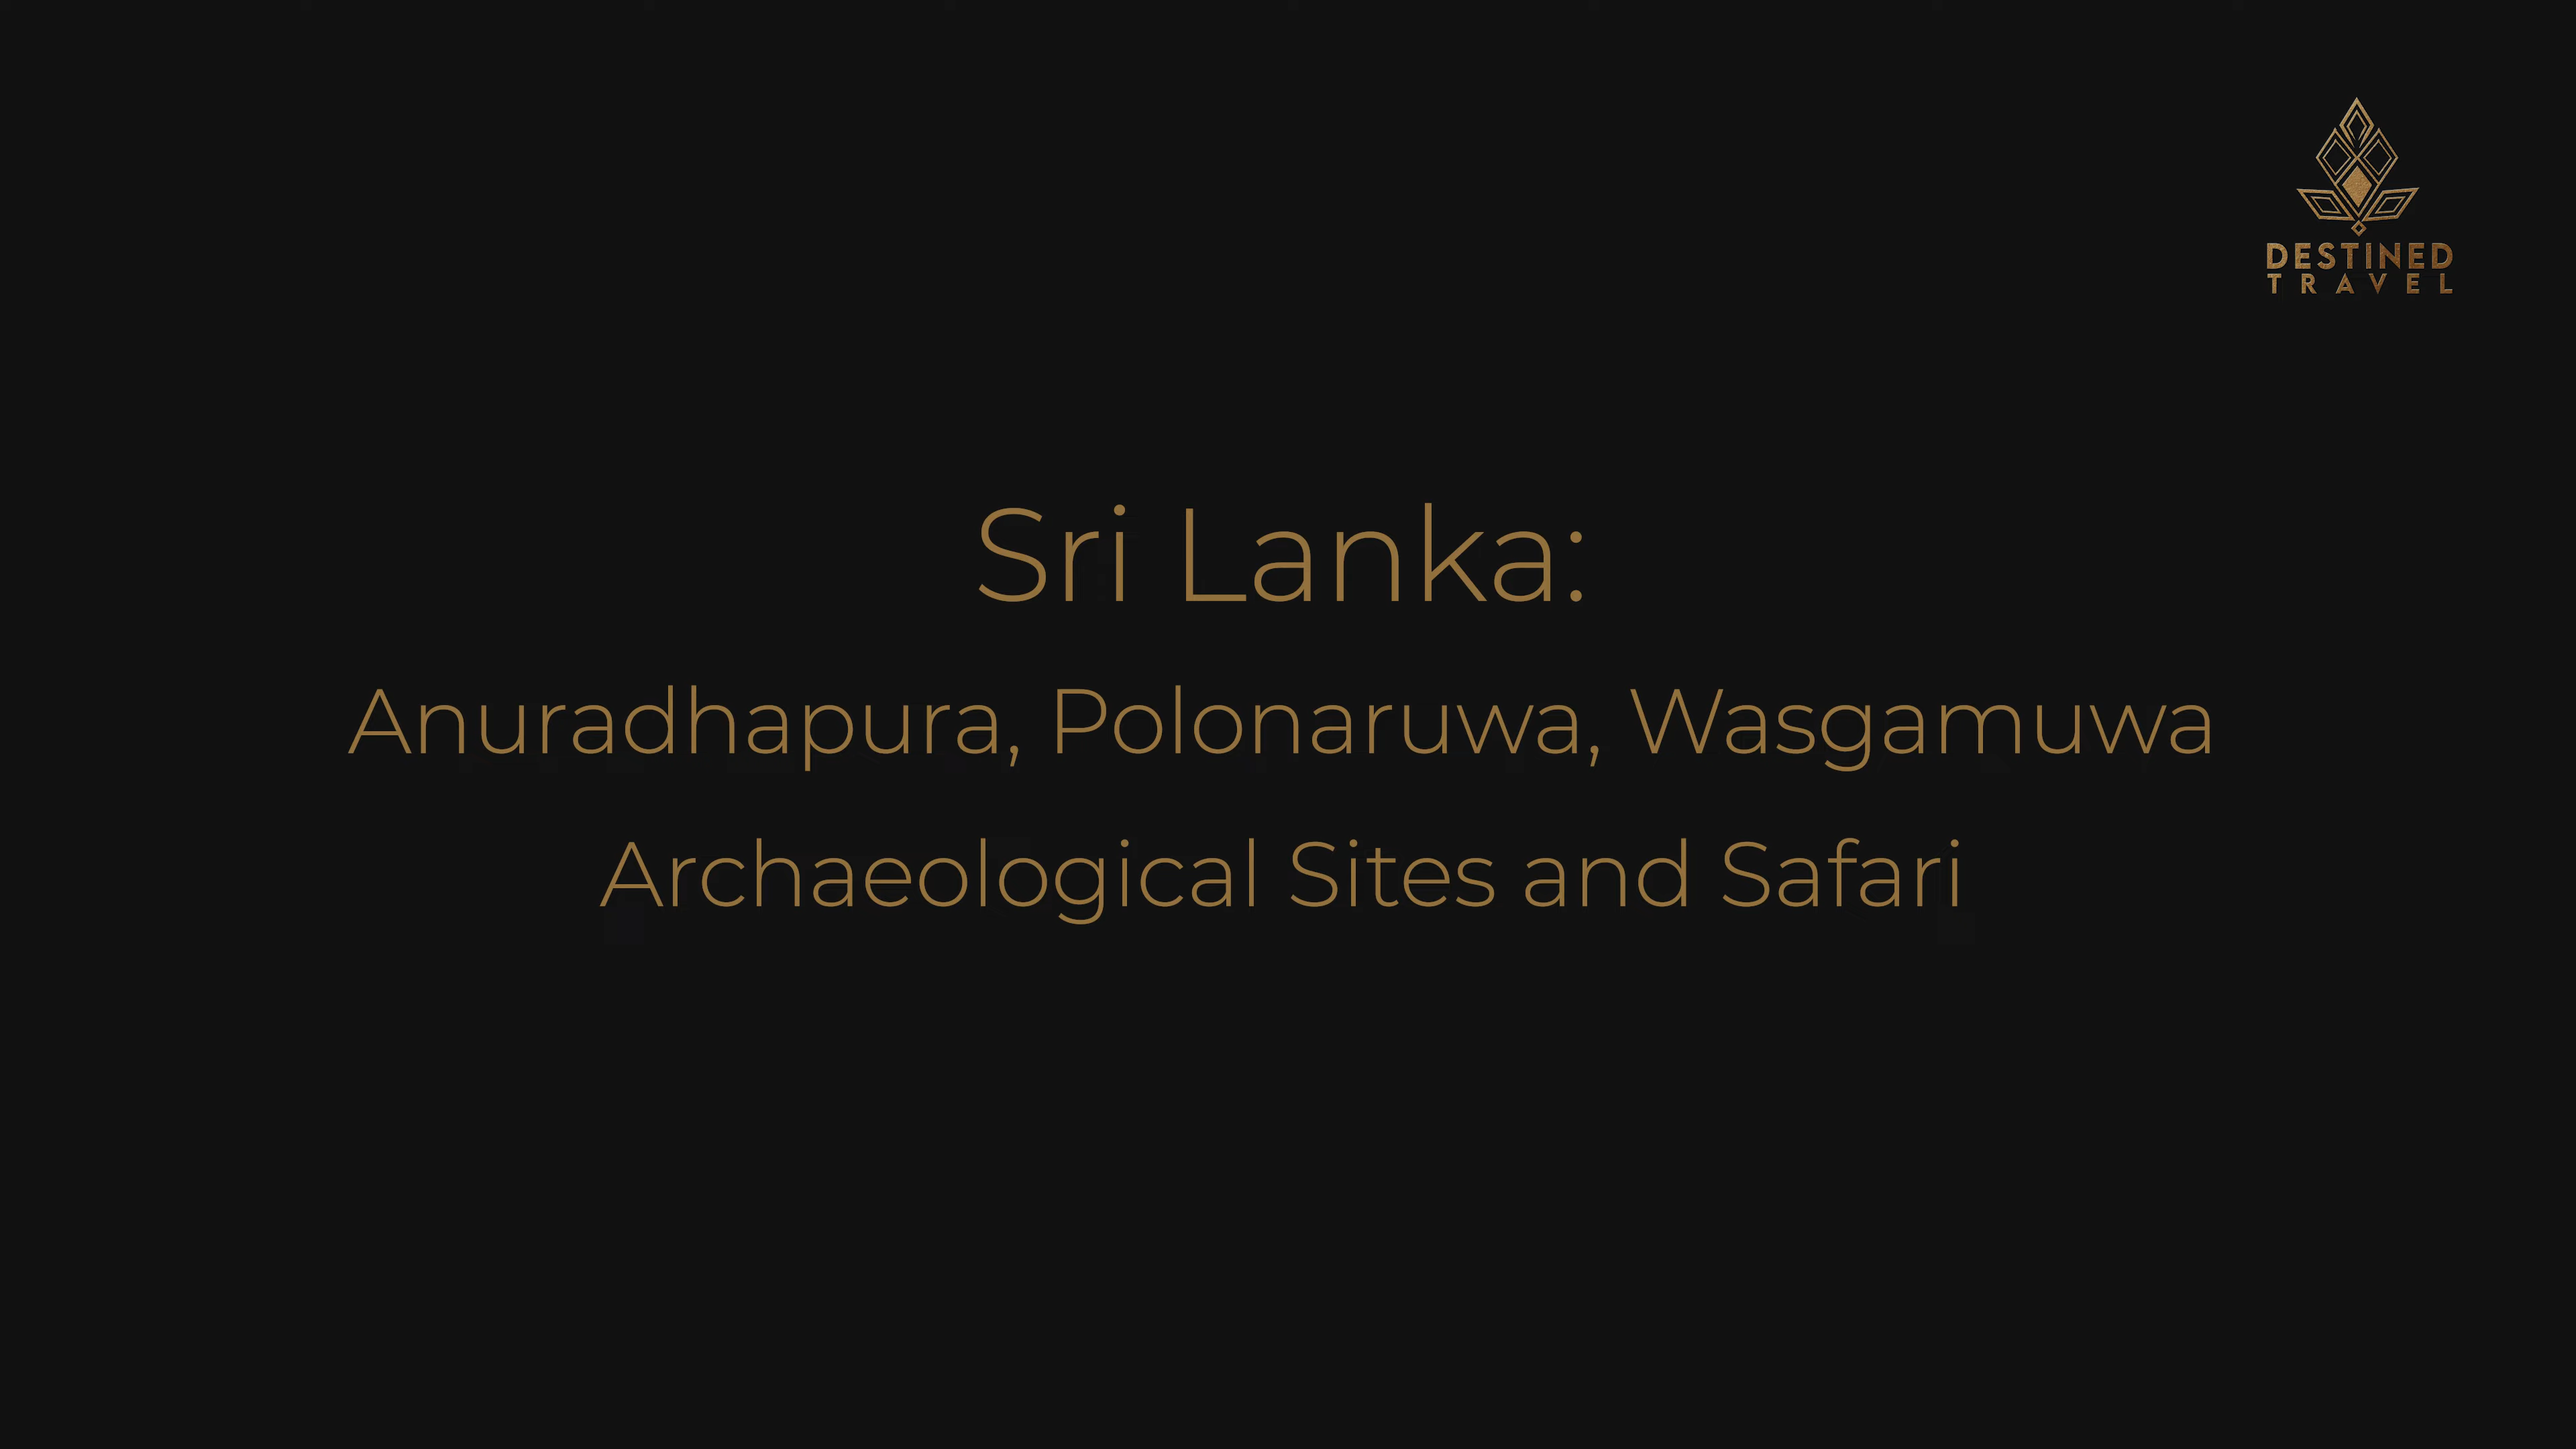 DESTINED
TRAVEL
Sri Lanka:
Anuradhapura, Polonaruwa, Wasgamuwa
Archaeological Sites and Safari